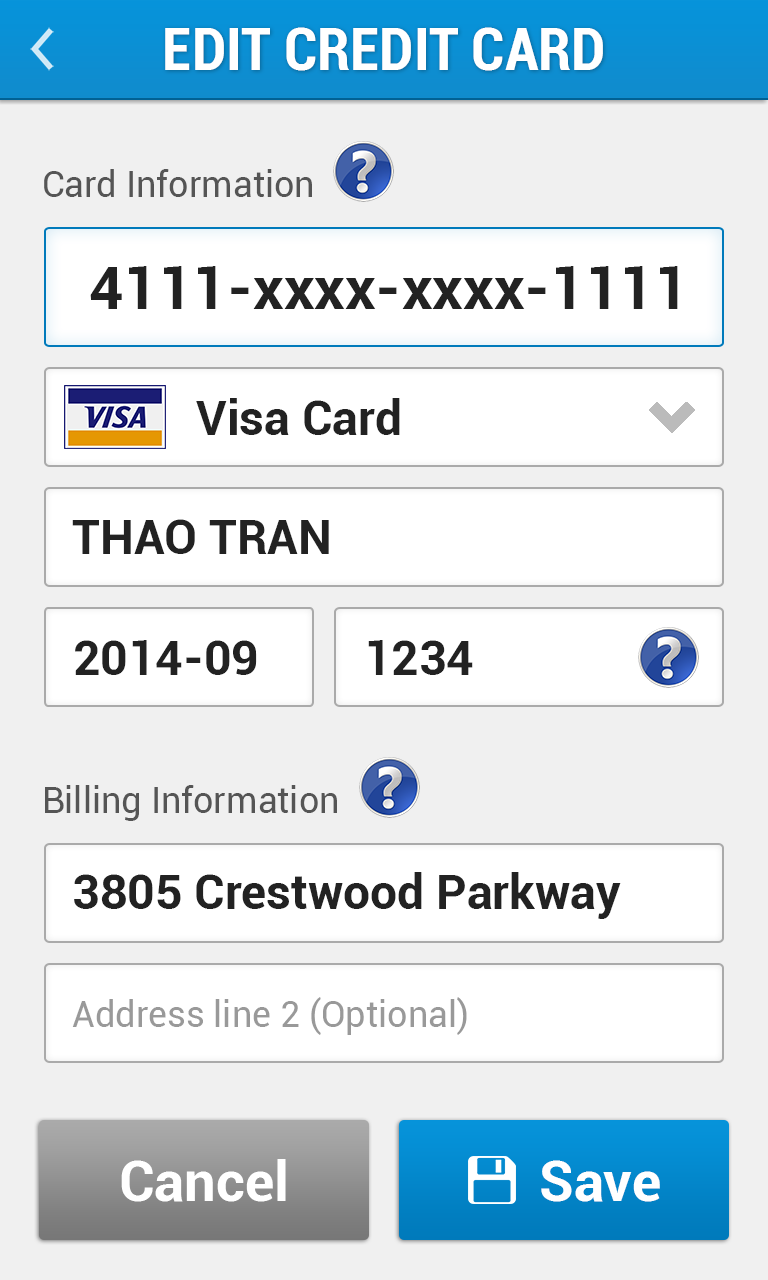 EDIT CREDIT CARD
Card Information ?
4111-xxxx-xxxx-1111
VISA Visa Card
THAO TRAN
2014-09 1234 ?
Billing Information ?
3805 Crestwood Parkway
Address line 2 (Optional)
Cancel Save